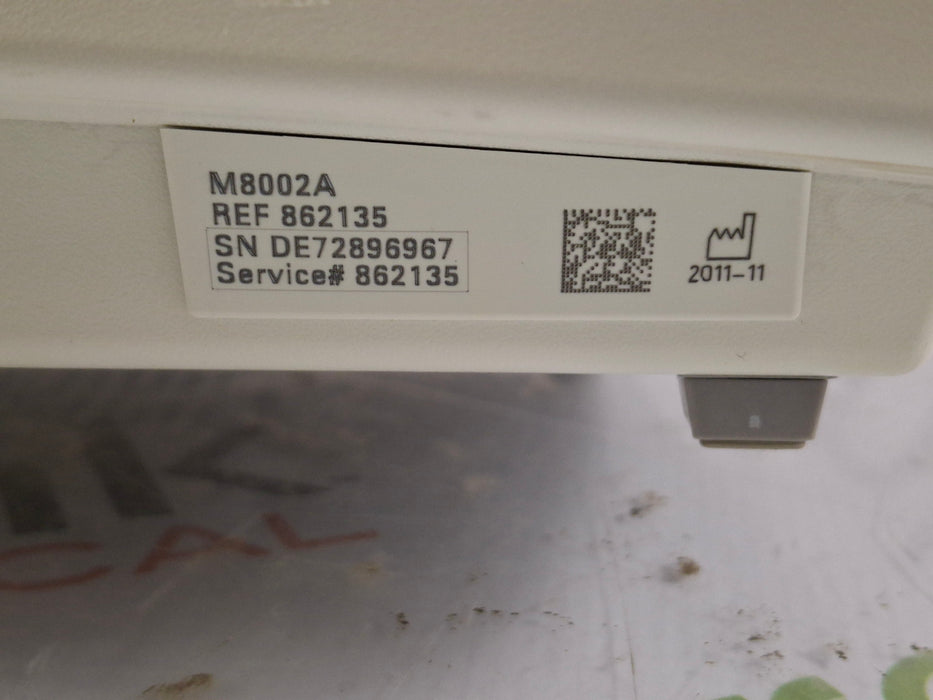 M8002A
REF 862135
SN DE72896967
Service# 862135
2011-11